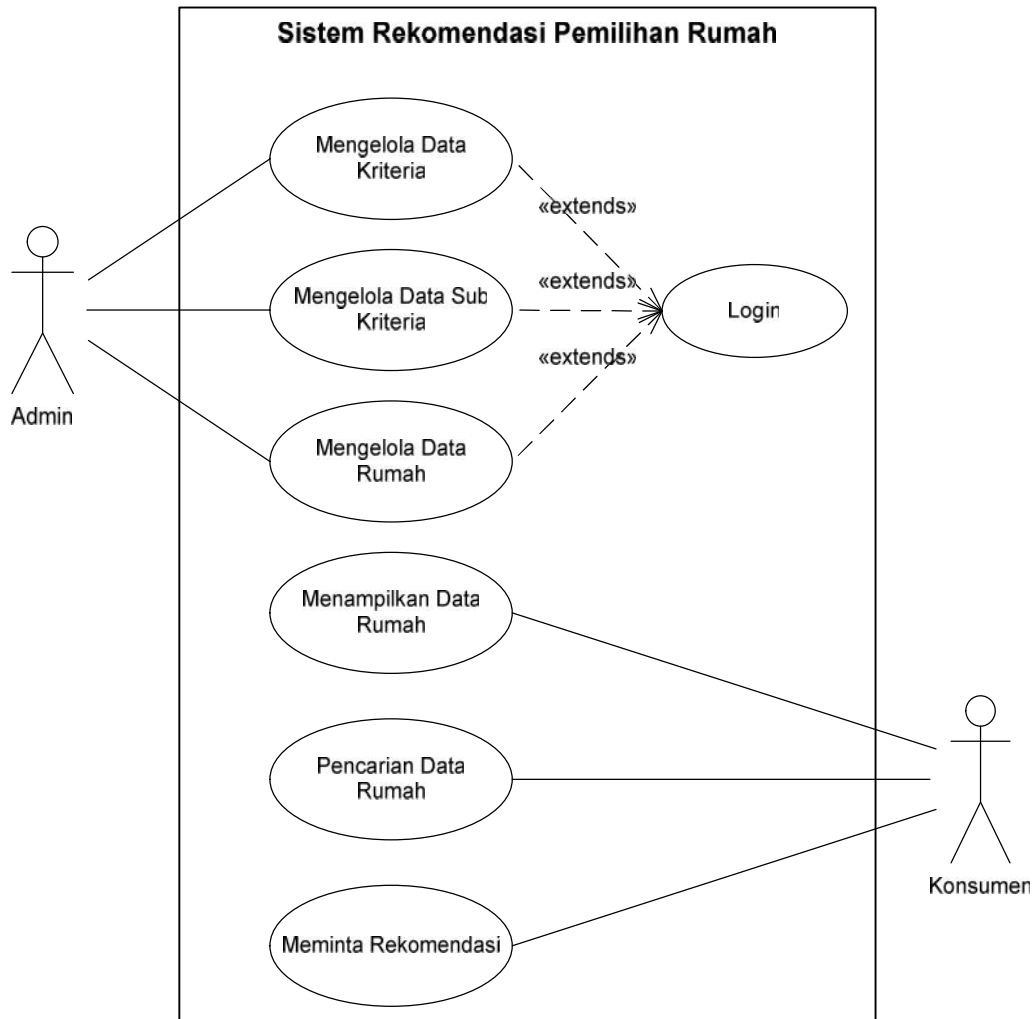 Sistem Rekomendasi Pemilihan Rumah
Mengelola Data
Kriteria
«extends»
Mengelola Data Sub
Kriteria
«extends»
Login
«extends»
Admin
Mengelola Data
Rumah
Menampilkan Data
Rumah
Pencarian Data
Rumah
Konsumen
Meminta Rekomendasi